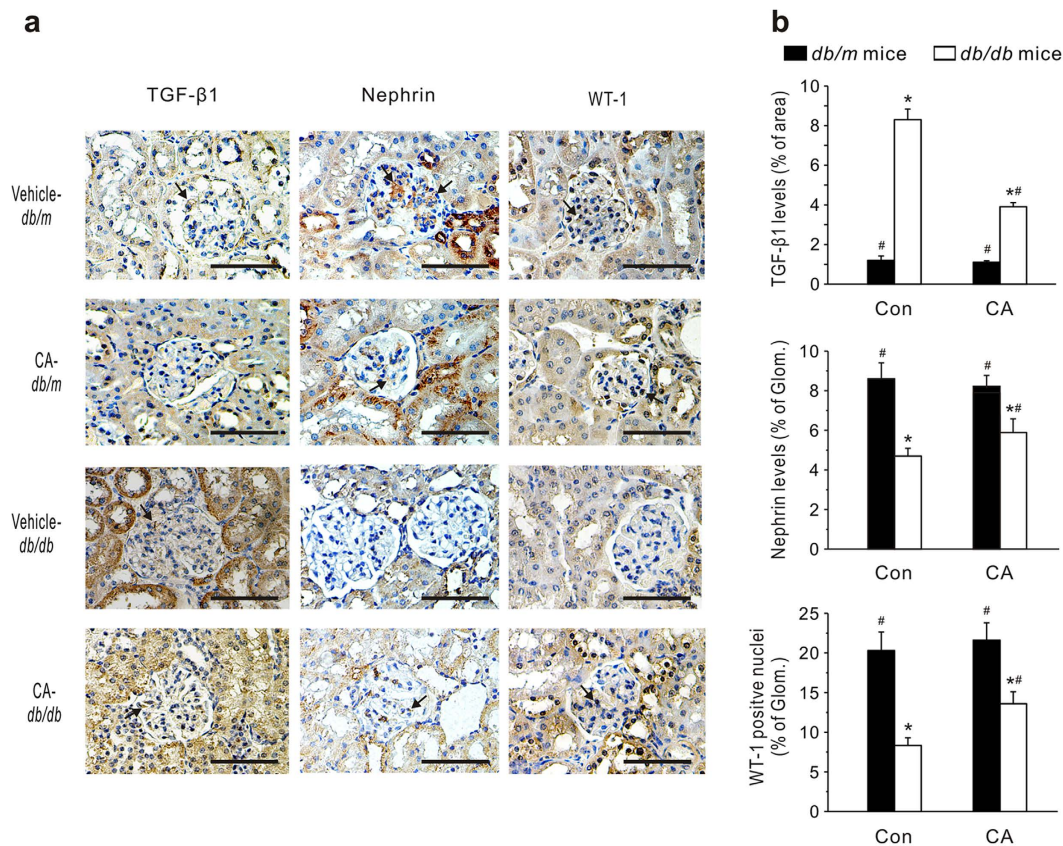 a
TGF-β1
Nephrin
WT-1
Vehicle-
db/m
CA-
db/m
Vehicle-
db/db
CA-
db/db
b
db/m mice
db/db mice
TGF-β1 levels (% of area)
10
8
6
4
2
0
#
*
#
*#
Con
CA
Nephrin levels (% of Glom.)
10
8
6
4
2
0
#
*
#
*#
Con
CA
WT-1 positive nuclei
(% of Glom.)
25
20
15
10
5
0
#
*
#
*#
Con
CA